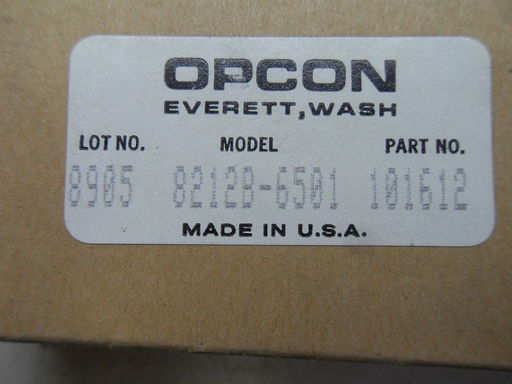 OPCON
EVERETT, WASH
LOT NO. MODEL PART NO.
8905 8212B-6501 101612
MADE IN U.S.A.